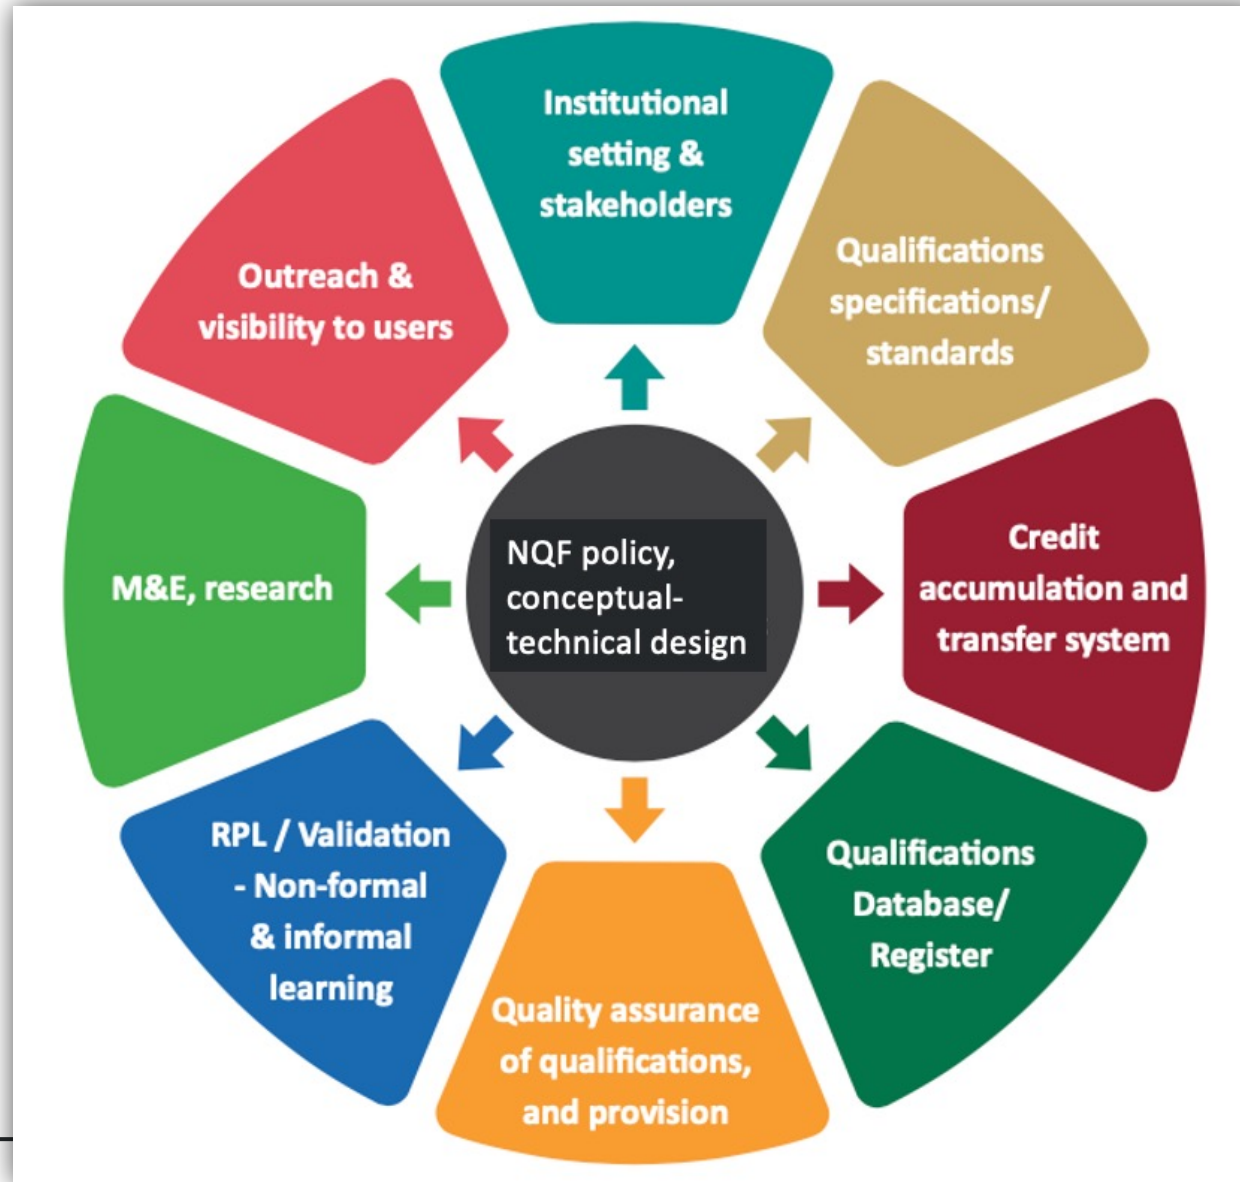 Institutional
setting &
stakeholders
Qualifications
specifications/
standards
Credit
accumulation and
transfer system
Qualifications
Database/
Register
Quality assurance
of qualifications,
and provision
RPL / Validation
- Non-formal
& informal
learning
M&E, research
Outreach &
visibility to users
NQF policy,
conceptual-
technical design